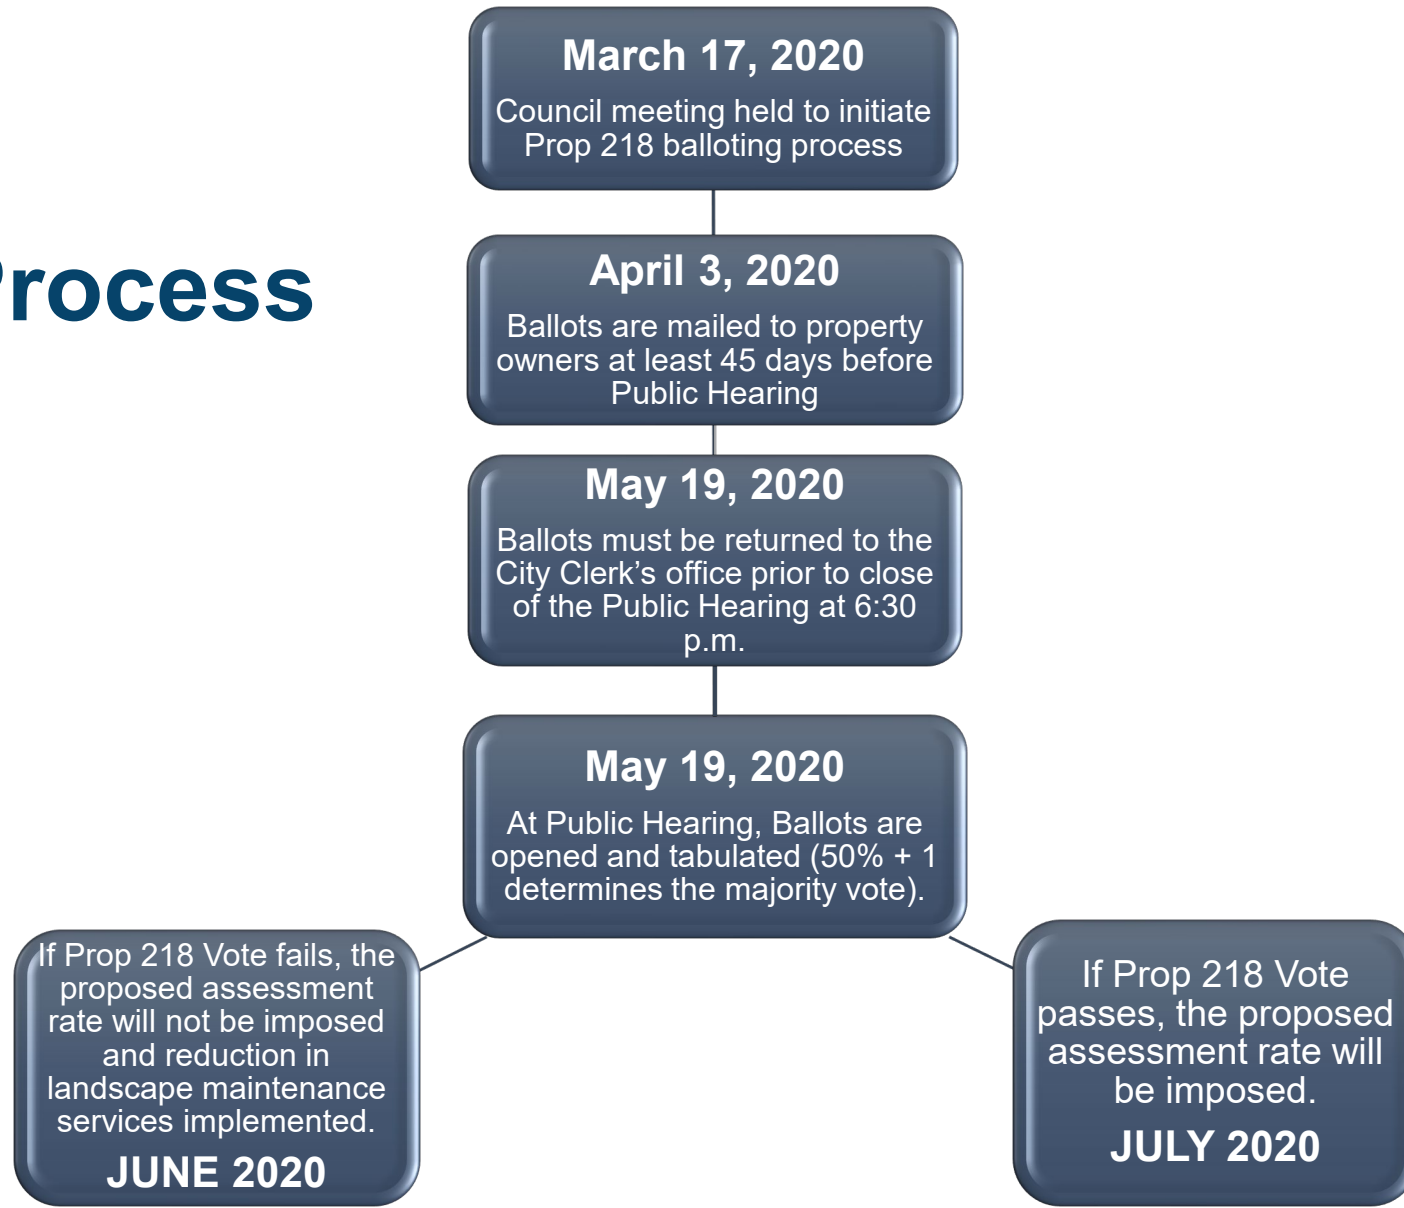 March 17, 2020
Council meeting held to initiate
Prop 218 balloting process
Process
April 3, 2020
Ballots are mailed to property
owners at least 45 days before
Public Hearing
May 19, 2020
Ballots must be returned to the
City Clerk’s office prior to close
of the Public Hearing at 6:30
p.m.
May 19, 2020
At Public Hearing, Ballots are
opened and tabulated (50% + 1
determines the majority vote).
If Prop 218 Vote fails, the
proposed assessment
rate will not be imposed
and reduction in
landscape maintenance
services implemented.
JUNE 2020
If Prop 218 Vote
passes, the proposed
assessment rate will
be imposed.
JULY 2020